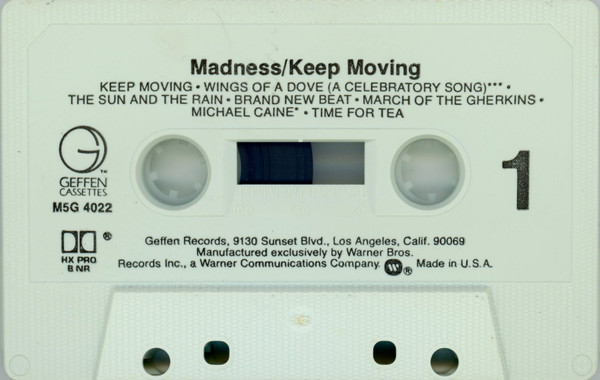 Madness/Keep Moving
KEEP MOVING • WINGS OF A DOVE (A CELEBRATORY SONG)*** •
THE SUN AND THE RAIN • BRAND NEW BEAT • MARCH OF THE GHERKINS •
MICHAEL CAINE* • TIME FOR TEA
G
™
GEFFEN
CASSETTES
M5G 4022
1
®
HX PRO
B NR
Geffen Records, 9130 Sunset Blvd., Los Angeles, Calif. 90069
Manufactured exclusively by Warner Bros.
Records Inc., a Warner Communications Company. ® Made in U.S.A.